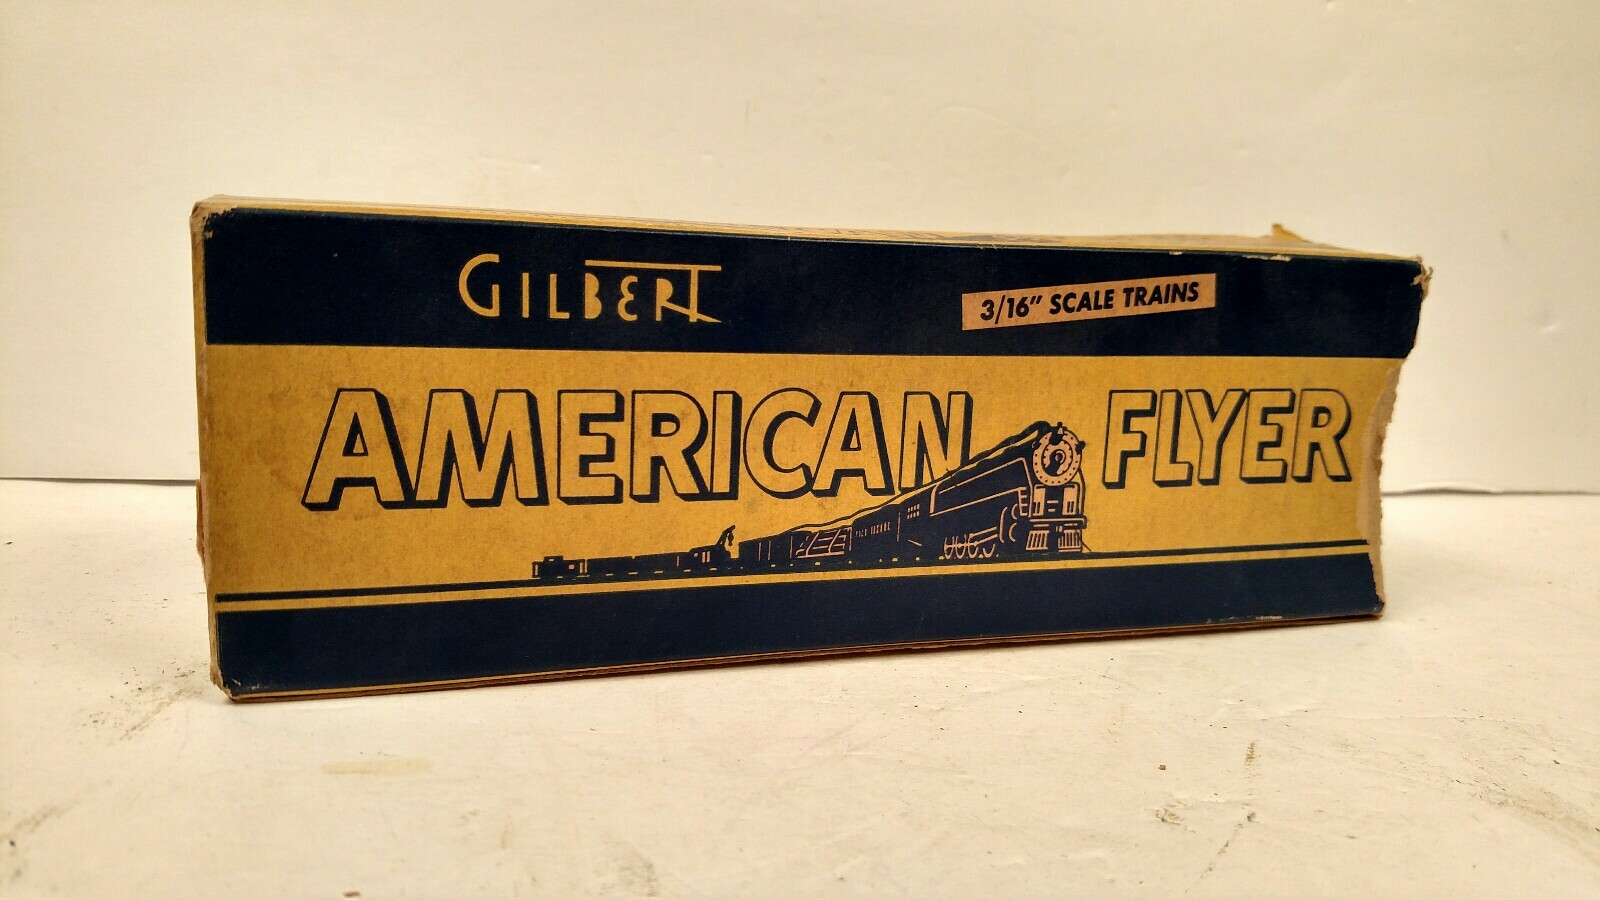 GILBERT
3/16" SCALE TRAINS
AMERICAN FLYER